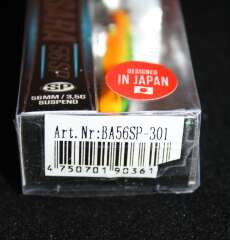 SP
56MM / 3,5G
SUSPEND
DESIGNED
IN JAPAN
Art.Nr:BA56SP-301
4 750701 90361